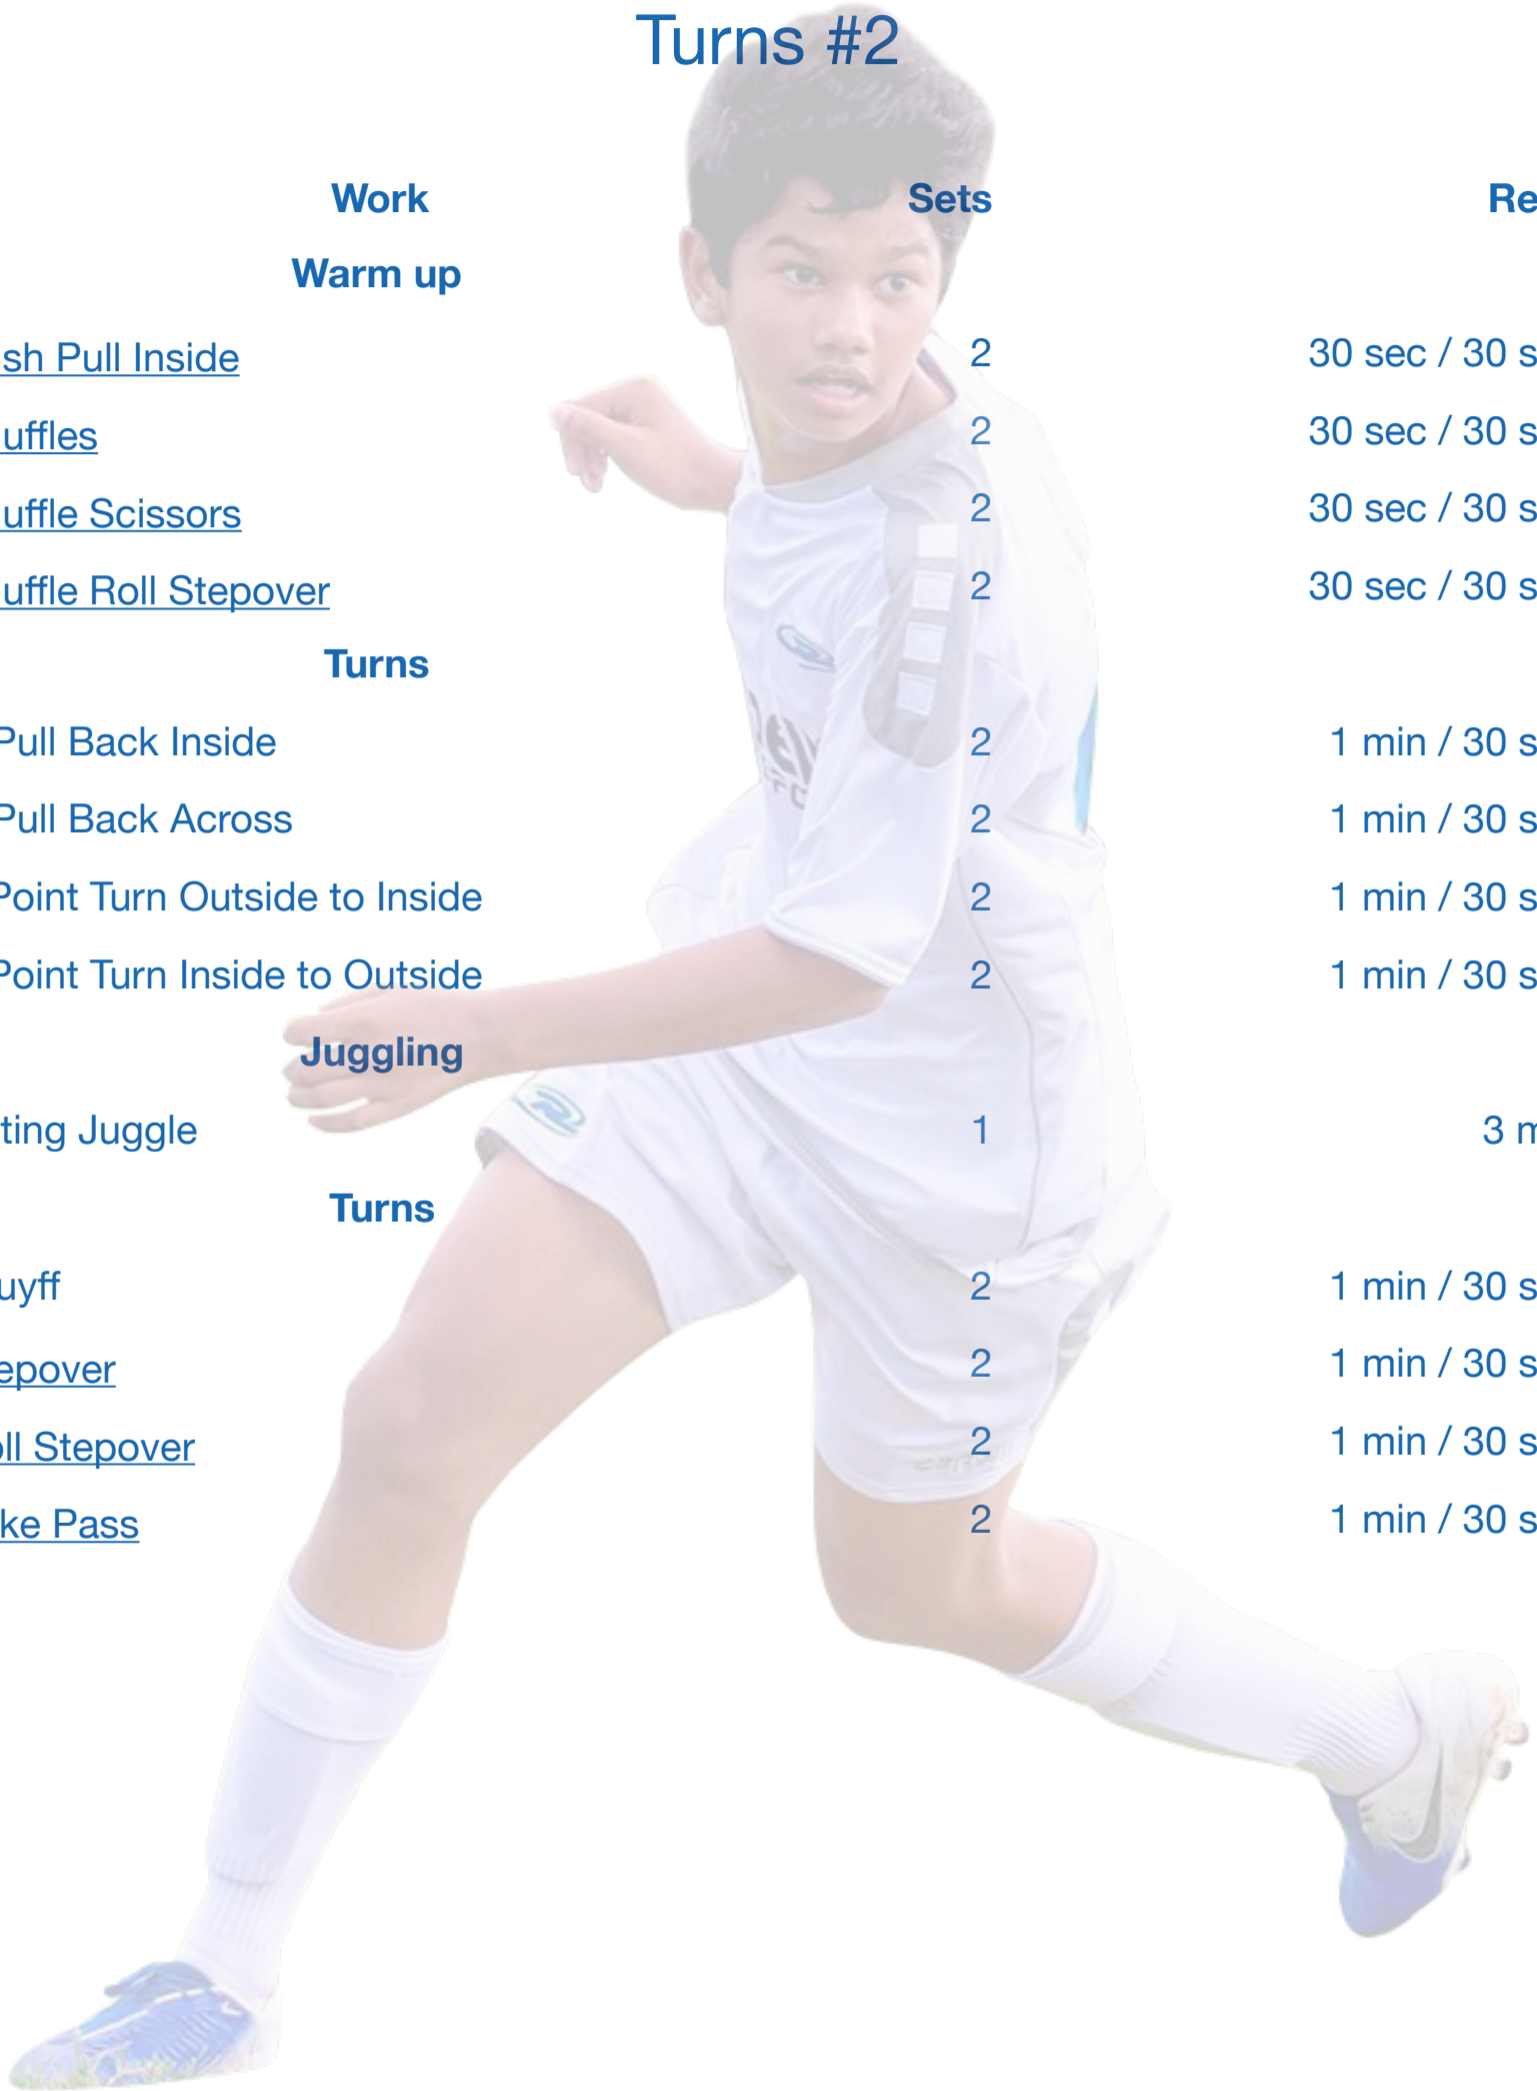 Turns #2
Work Sets Re
Warm up
sh Pull Inside 2 30 sec / 30 s
uffles 2 30 sec / 30 s
uffle Scissors 2 30 sec / 30 s
uffle Roll Stepover 2 30 sec / 30 s
Turns
Pull Back Inside 2 1 min / 30 s
Pull Back Across 2 1 min / 30 s
Point Turn Outside to Inside 2 1 min / 30 s
Point Turn Inside to Outside 2 1 min / 30 s
Juggling
ting Juggle 1 3 m
Turns
uyff 2 1 min / 30 s
epover 2 1 min / 30 s
oll Stepover 2 1 min / 30 s
ke Pass 2 1 min / 30 s